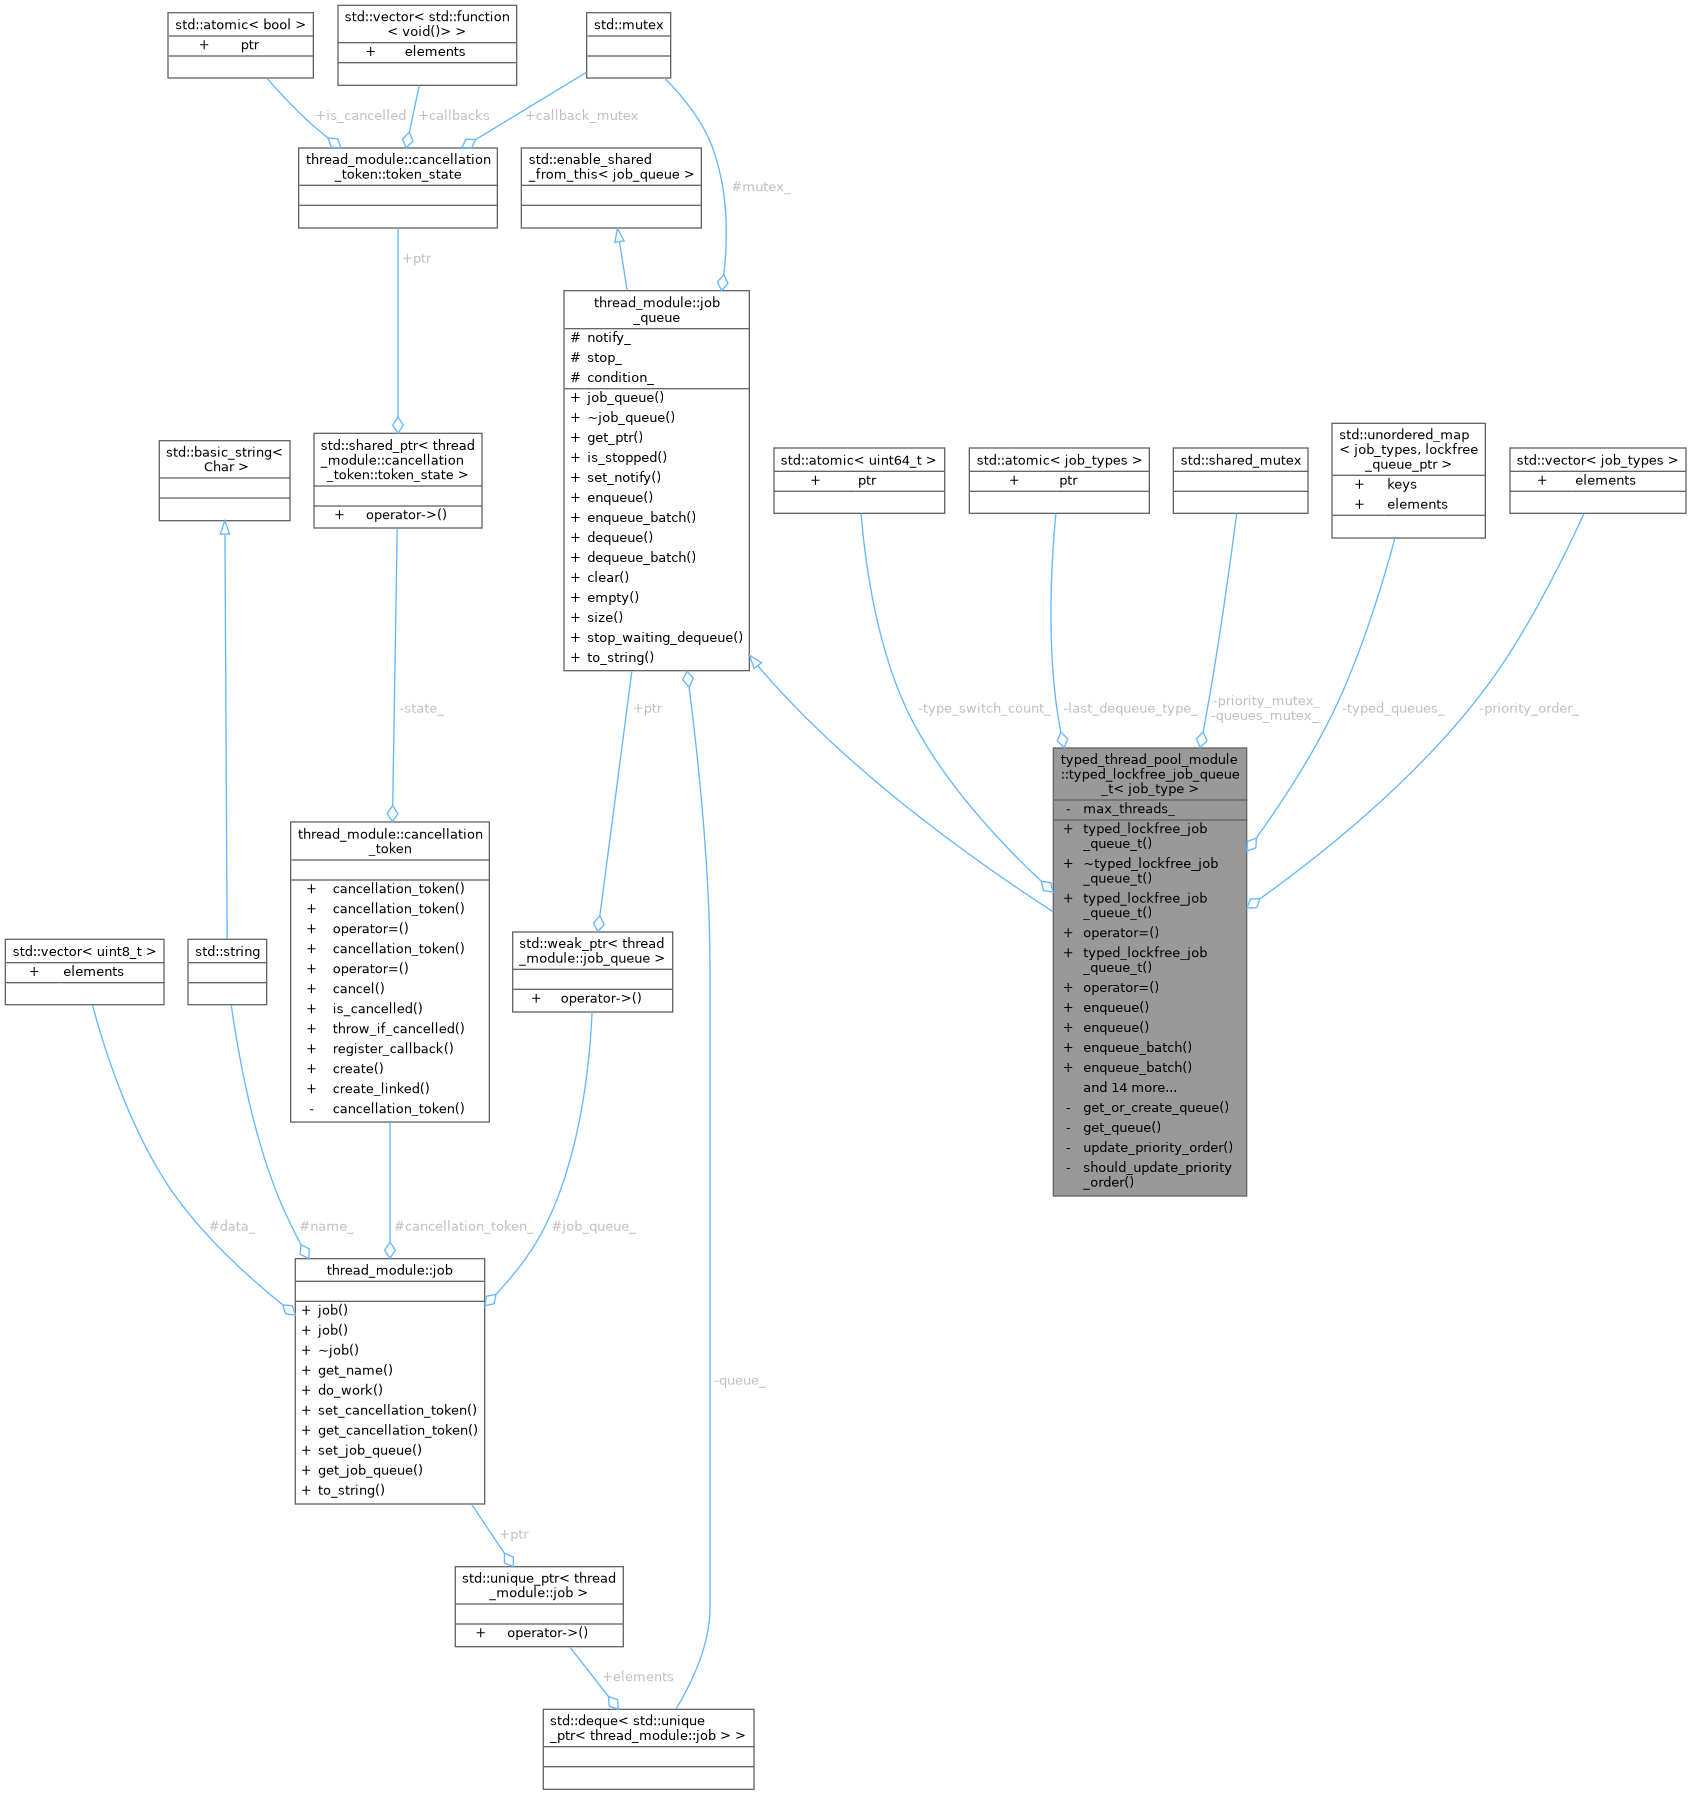 std::atomic< bool >
+ ptr
std::vector< std::function
< void()> >
+ elements
std::mutex
+is_cancelled
+callbacks
+callback_mutex
thread_module::cancellation
_token::token_state
std::enable_shared
_from_this< job_queue >
#mutex_
+ptr
thread_module::job
_queue
# notify_
# stop_
# condition_
+ job_queue()
+ ~job_queue()
+ get_ptr()
+ is_stopped()
+ set_notify()
+ enqueue()
+ enqueue_batch()
+ dequeue()
+ dequeue_batch()
+ clear()
+ empty()
+ size()
+ stop_waiting_dequeue()
+ to_string()
std::basic_string<
Char >
std::shared_ptr< thread
_module::cancellation
_token::token_state >
+ operator->()
std::atomic< uint64_t >
+ ptr
std::atomic< job_types >
+ ptr
std::shared_mutex
std::unordered_map
< job_types, lockfree
_queue_ptr >
+ keys
+ elements
std::vector< job_types >
+ elements
-state_
+ptr
-type_switch_count_
-last_dequeue_type_
-priority_mutex_
-queues_mutex_
-typed_queues_
-priority_order_
typed_thread_pool_module
::typed_lockfree_job_queue
_t< job_type >
- max_threads_
+ typed_lockfree_job
_queue_t()
+ ~typed_lockfree_job
_queue_t()
+ typed_lockfree_job
_queue_t()
+ operator=()
+ typed_lockfree_job
_queue_t()
+ operator=()
+ enqueue()
+ enqueue()
+ enqueue_batch()
+ enqueue_batch()
and 14 more...
- get_or_create_queue()
- get_queue()
- update_priority_order()
- should_update_priority
_order()
thread_module::cancellation
_token
+ cancellation_token()
+ cancellation_token()
+ operator=()
+ cancellation_token()
+ operator=()
+ cancel()
+ is_cancelled()
+ throw_if_cancelled()
+ register_callback()
+ create()
+ create_linked()
- cancellation_token()
std::vector< uint8_t >
+ elements
std::string
std::weak_ptr< thread
_module::job_queue >
+ operator->()
#data_
#name_
#cancellation_token_
#job_queue_
thread_module::job
+ job()
+ job()
+ ~job()
+ get_name()
+ do_work()
+ set_cancellation_token()
+ get_cancellation_token()
+ set_job_queue()
+ get_job_queue()
+ to_string()
-queue_
+ptr
std::unique_ptr< thread
_module::job >
+ operator->()
+elements
std::deque< std::unique
_ptr< thread_module::job > >